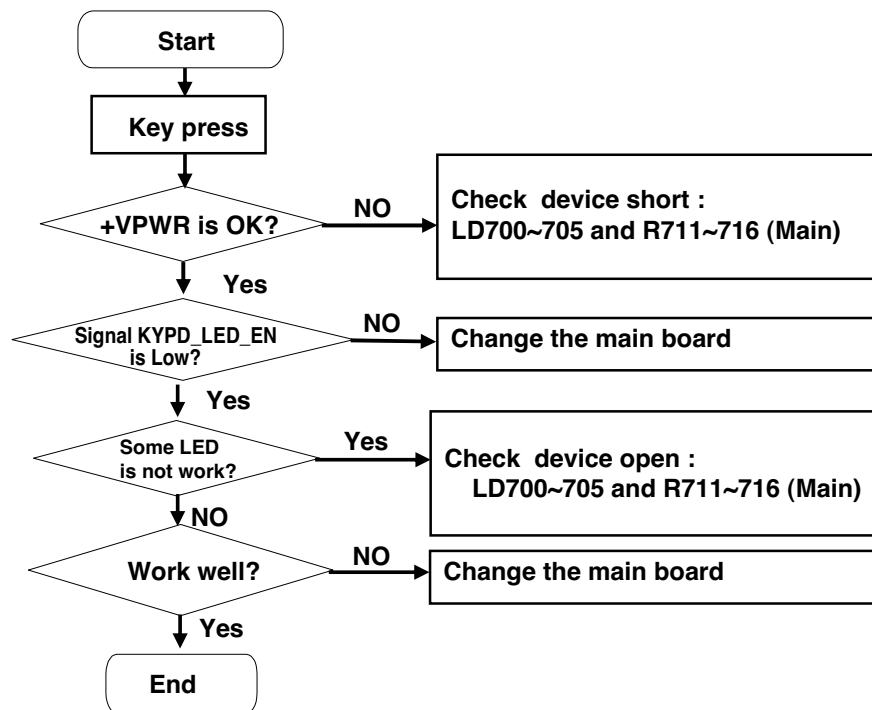 Start
Key press
+VPWR is OK?
NO
Check device short :
LD700~705 and R711~716 (Main)
Yes
Signal KYPD_LED_EN
is Low?
NO
Change the main board
Yes
Some LED
is not work?
Yes
Check device open :
LD700~705 and R711~716 (Main)
NO
Work well?
NO
Change the main board
Yes
End